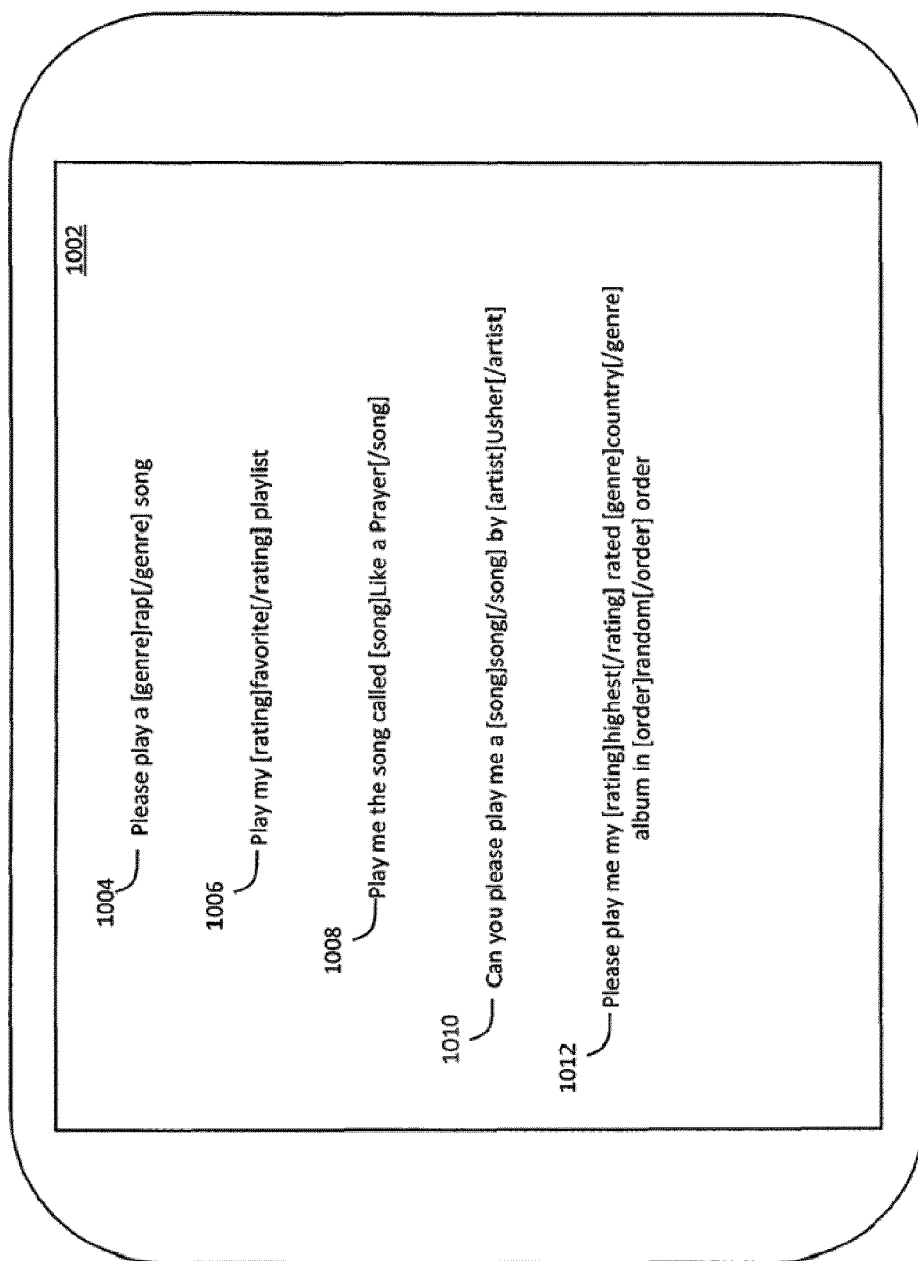 1002
1004
Please play a [genre]rap[/genre] song
1006
Play my [rating]favorite[/rating] playlist
1008
Play me the song called [song]Like a Prayer[/song]
1010
Can you please play me a [song]song[/song] by [artist]Usher[/artist]
1012
Please play me my [rating]highest[/rating] rated [genre]country[/genre]
album in [order]random[/order] order